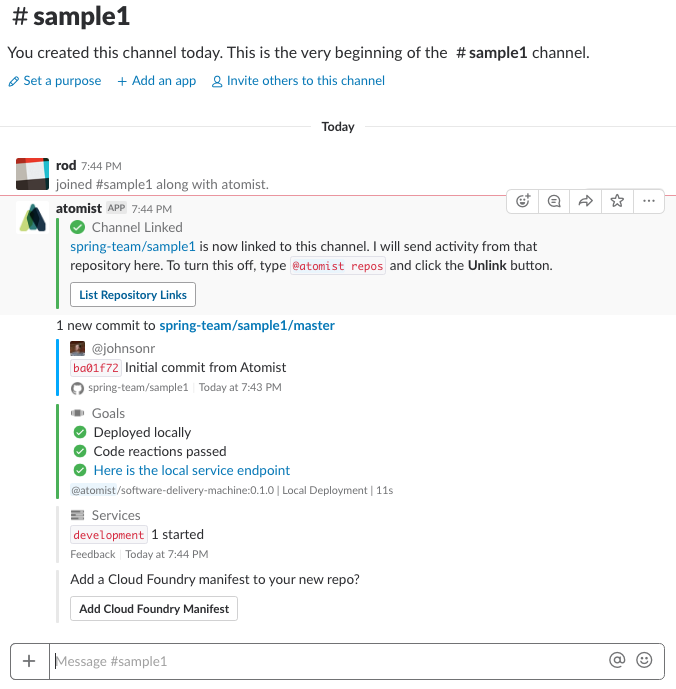 # sample1
You created this channel today. This is the very beginning of the # sample1 channel.
Set a purpose + Add an app Invite others to this channel
Today
rod 7:44 PM
joined #sample1 along with atomist.
atomist APP 7:44 PM
Channel Linked
spring-team/sample1 is now linked to this channel. I will send activity from that
repository here. To turn this off, type @atomist repos and click the Unlink button.
List Repository Links
1 new commit to spring-team/sample1/master
@johnsonr
ba01f72 Initial commit from Atomist
spring-team/sample1 | Today at 7:43 PM
Goals
Deployed locally
Code reactions passed
Here is the local service endpoint
@atomist/software-delivery-machine:0.1.0 | Local Deployment | 11s
Services
development 1 started
Feedback | Today at 7:44 PM
Add a Cloud Foundry manifest to your new repo?
Add Cloud Foundry Manifest
+ Message #sample1 @